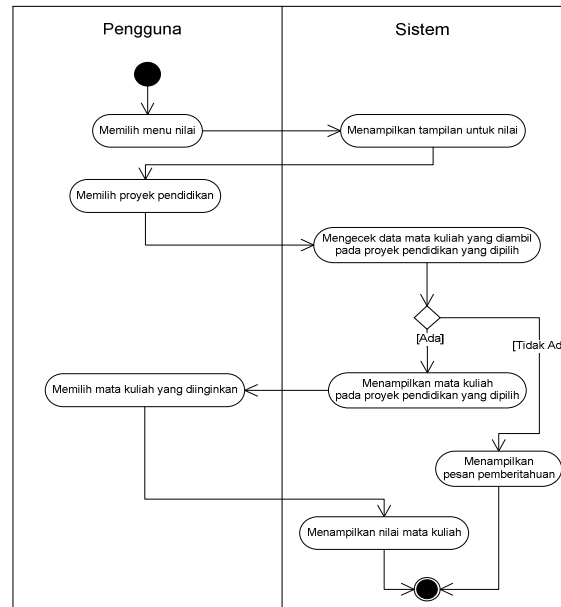 Pengguna
Sistem
Memilih menu nilai
Menampilkan tampilan untuk nilai
Memilih proyek pendidikan
Mengecek data mata kuliah yang diambil
pada proyek pendidikan yang dipilih
[Ada]
[Tidak Ad
Memilih mata kuliah yang diinginkan
Menampilkan mata kuliah
pada proyek pendidikan yang dipilih
Menampilkan
pesan pemberitahuan
Menampilkan nilai mata kuliah